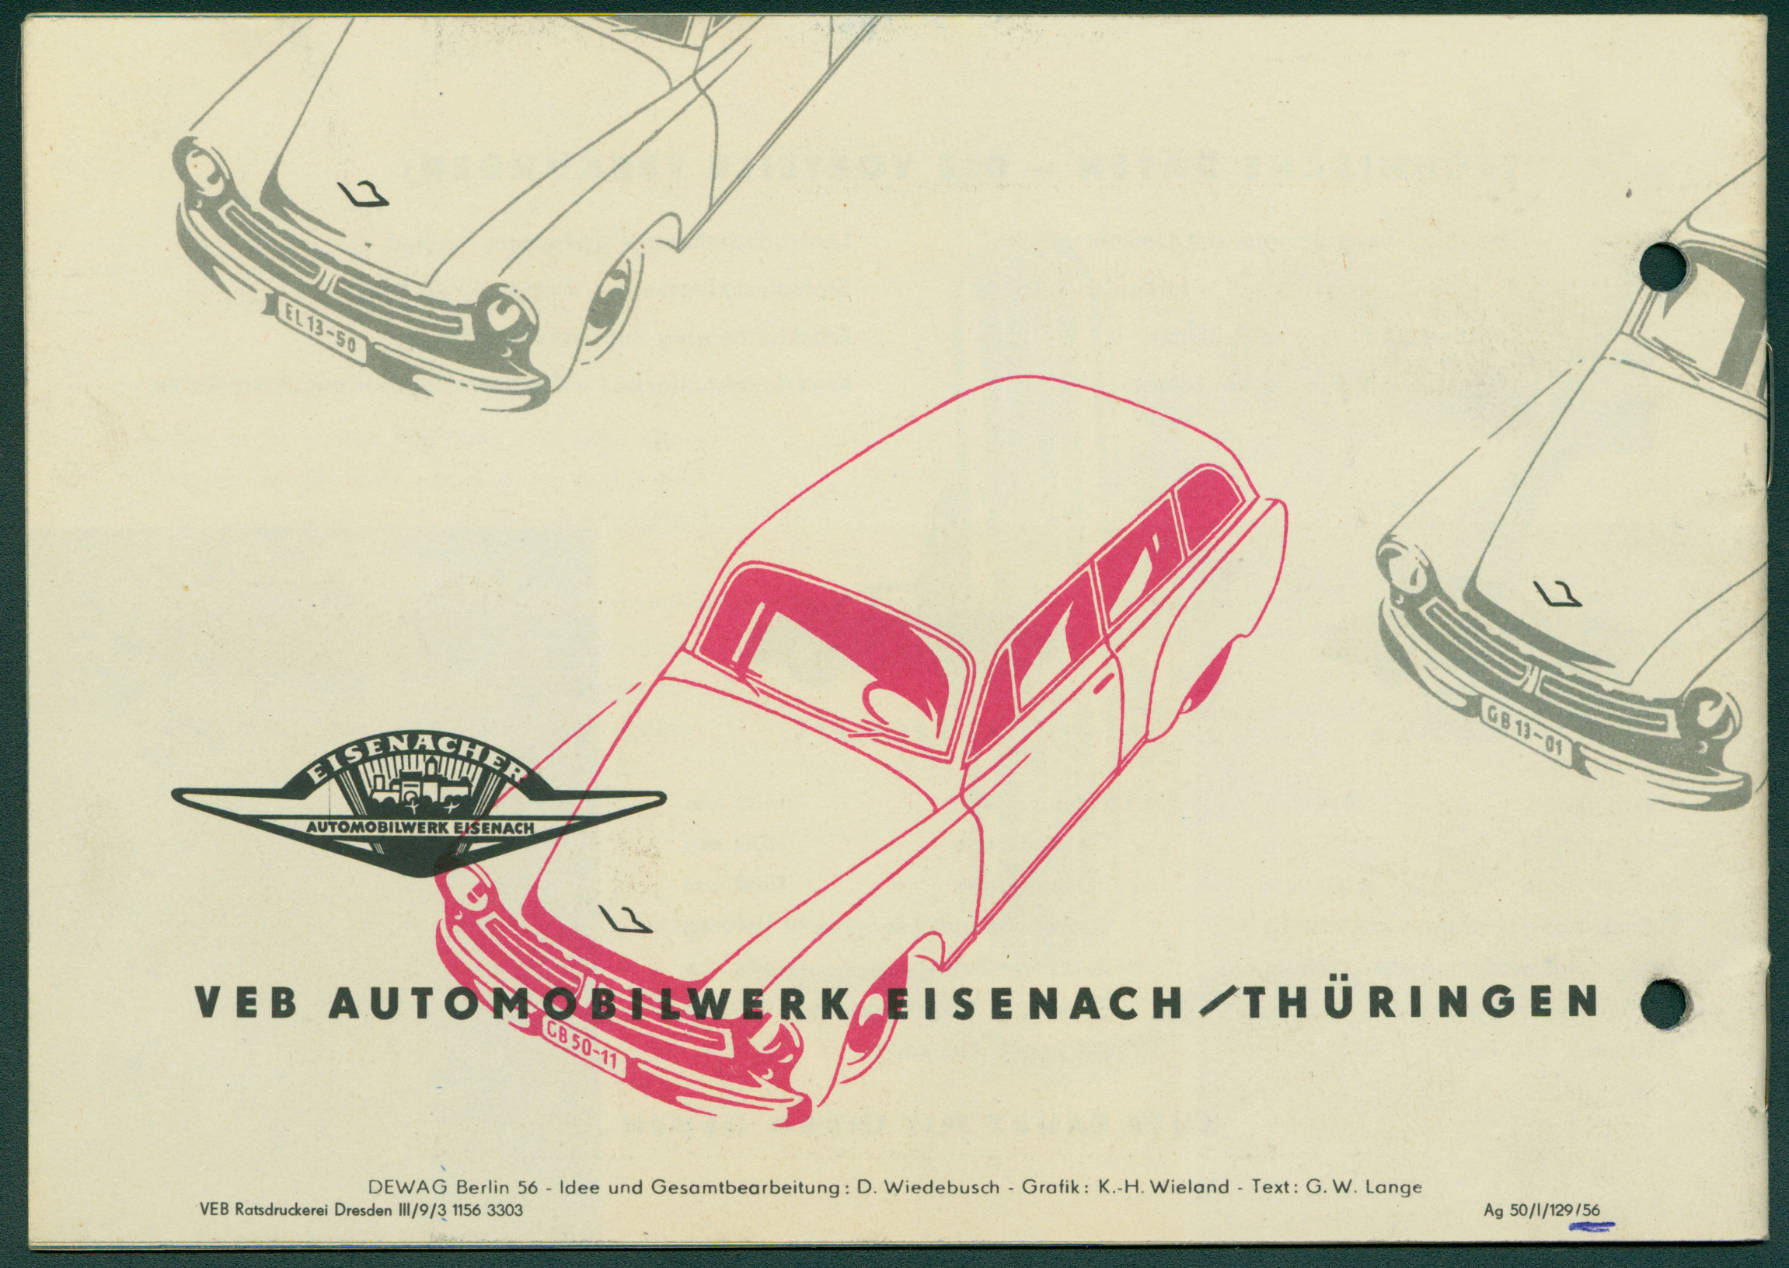 EL 13-50
GB 13-01
EISENACHER
AUTOMOBILWERK EISENACH
VEB AUTOMOBILWERK EISENACH/THÜRINGEN
GB 50-11
DEWAG Berlin 56 - Idee und Gesamtbearbeitung: D. Wiedebusch - Grafik: K.-H. Wieland - Text: G. W. Lange
VEB Ratsdruckerei Dresden III/9/3 1156 3303
Ag 50/I/129/56